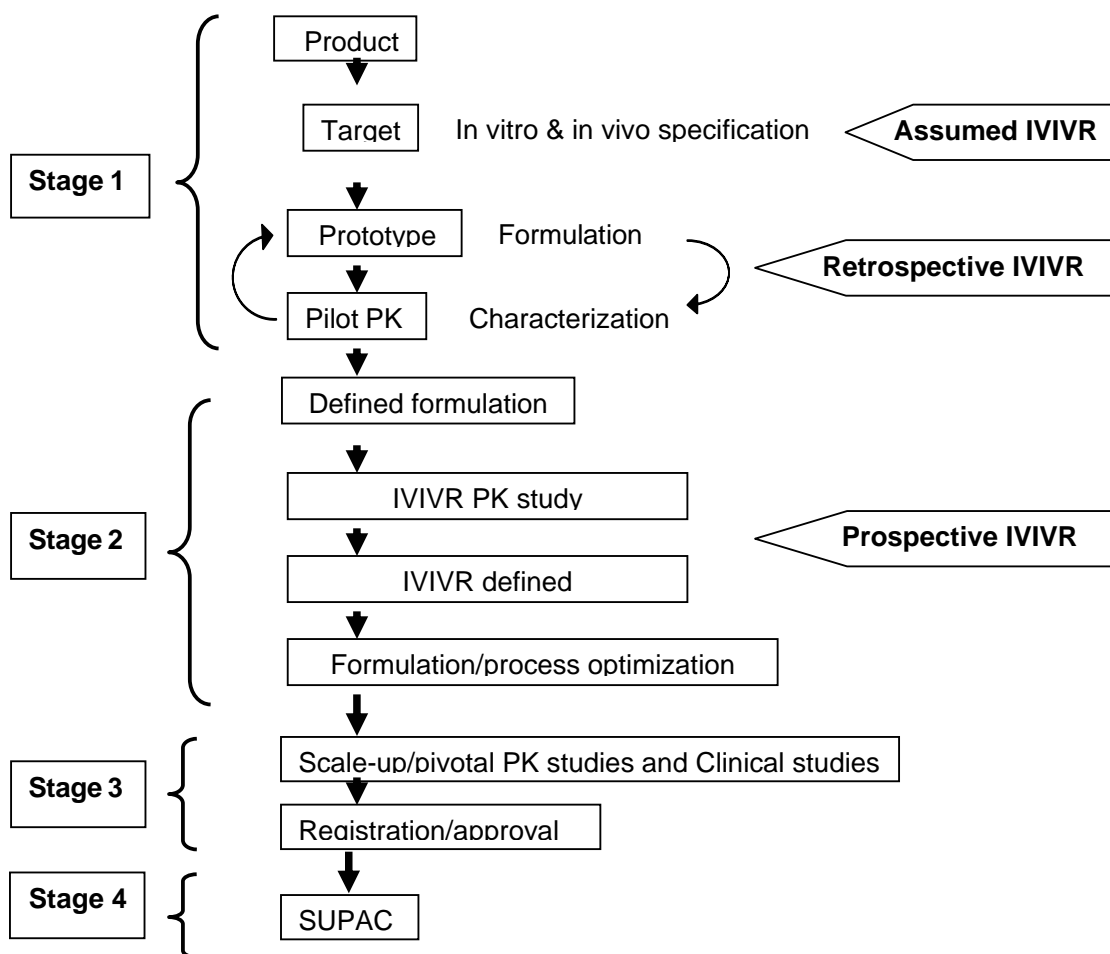 Product
Target In vitro & in vivo specification Assumed IVIVR
Stage 1
Prototype Formulation
Retrospective IVIVR
Pilot PK Characterization
Defined formulation
IVIVR PK study
Stage 2
Prospective IVIVR
IVIVR defined
Formulation/process optimization
Scale-up/pivotal PK studies and Clinical studies
Stage 3
Registration/approval
Stage 4
SUPAC